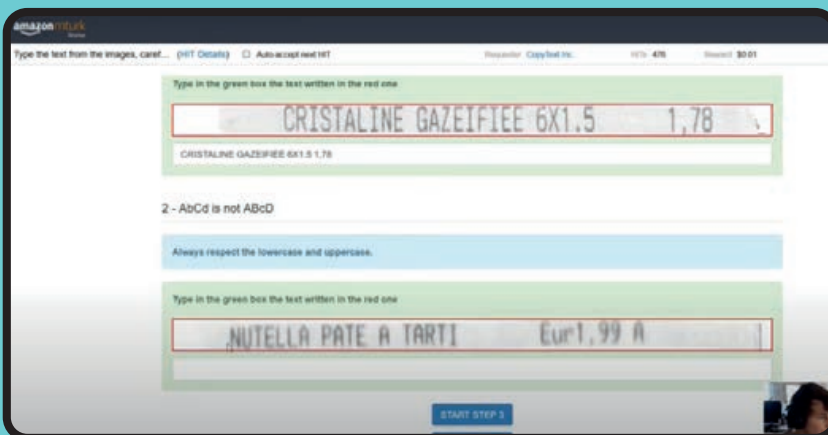 amazon mturk
Worker
Type the text from the images, caref... (HIT Details) Auto-accept next HIT Requester CopyText Inc. HITs 476 Reward $0.01
Type in the green box the text written in the red one
CRISTALINE GAZEIFIEE 6X1.5 1,78
CRISTALINE GAZEIFIEE 6X1.5 1,78
2 - AbCd is not ABcD
Always respect the lowercase and uppercase.
Type in the green box the text written in the red one
NUTELLA PATE A TARTI Eur1,99 A
START STEP 3